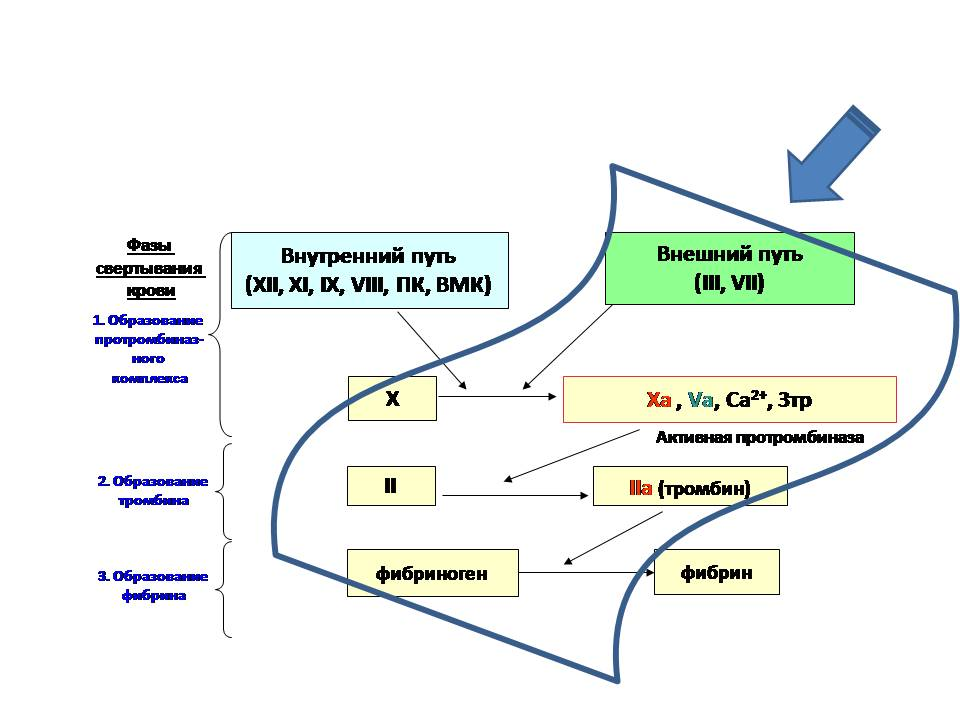 Фазы
свертывания
крови
1. Образование
протромбиназ-
ного
комплекса
Внутренний путь
(XII, XI, IX, VIII, ПК, ВМК)
Внешний путь
(III, VII)
X
Xa , Va, Ca²⁺, 3тр
Активная протромбиназа
2. Образование
тромбина
II
IIa (тромбин)
3. Образование
фибрина
фибриноген
фибрин